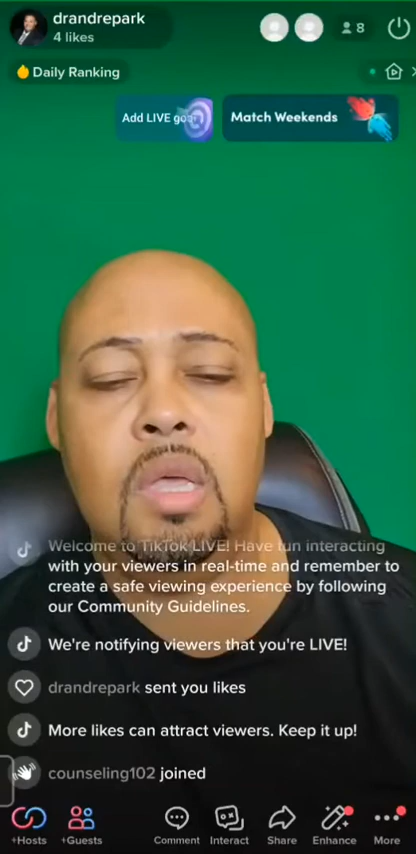 drandrepark
4 likes
8
Daily Ranking
Add LIVE goal
Match Weekends
Welcome to TikTok LIVE! Have fun interacting
with your viewers in real-time and remember to
create a safe viewing experience by following
our Community Guidelines.
We're notifying viewers that you're LIVE!
drandrepark sent you likes
More likes can attract viewers. Keep it up!
counseling102 joined
+Hosts
+Guests
Comment
Interact
Share
Enhance
More